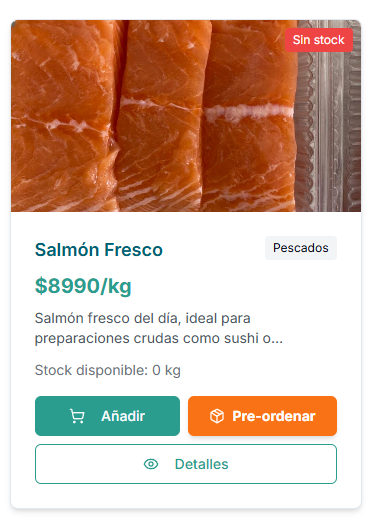 Sin stock
Salmón Fresco
Pescados
$8990/kg
Salmón fresco del día, ideal para
preparaciones crudas como sushi o...
Stock disponible: 0 kg
Añadir
Pre-ordenar
Detalles